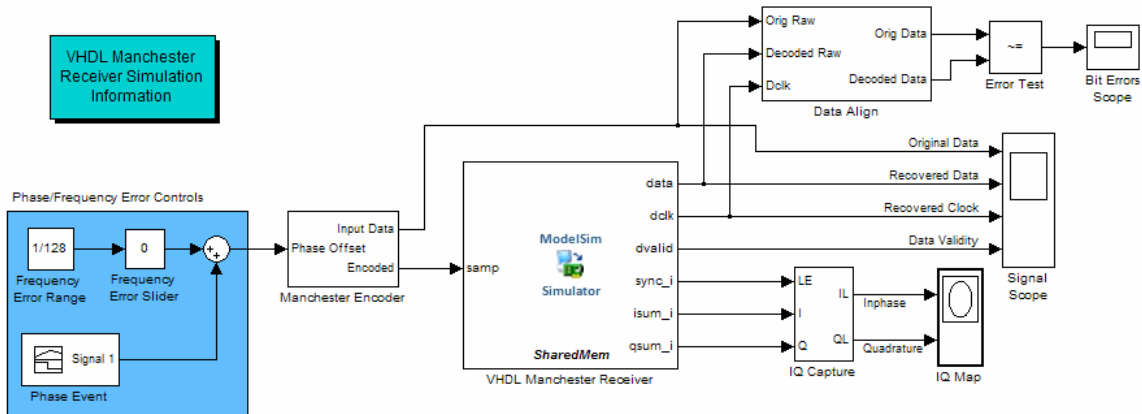 VHDL Manchester
Receiver Simulation
Information
Orig Raw
Decoded Raw
Dclk
Orig Data
Decoded Data
Data Align
~=
Error Test
Bit Errors
Scope
Original Data
Recovered Data
Recovered Clock
Data Validity
Signal
Scope
Phase/Frequency Error Controls
1/128
Frequency
Error Range
0
Frequency
Error Slider
+
+
Signal 1
Phase Event
Phase Offset
Input Data
Encoded
Manchester Encoder
samp
ModelSim
Simulator
SharedMem
data
dclk
dvalid
sync_i
isum_i
qsum_i
VHDL Manchester Receiver
LE
I
Q
IL
QL
IQ Capture
Inphase
Quadrature
IQ Map